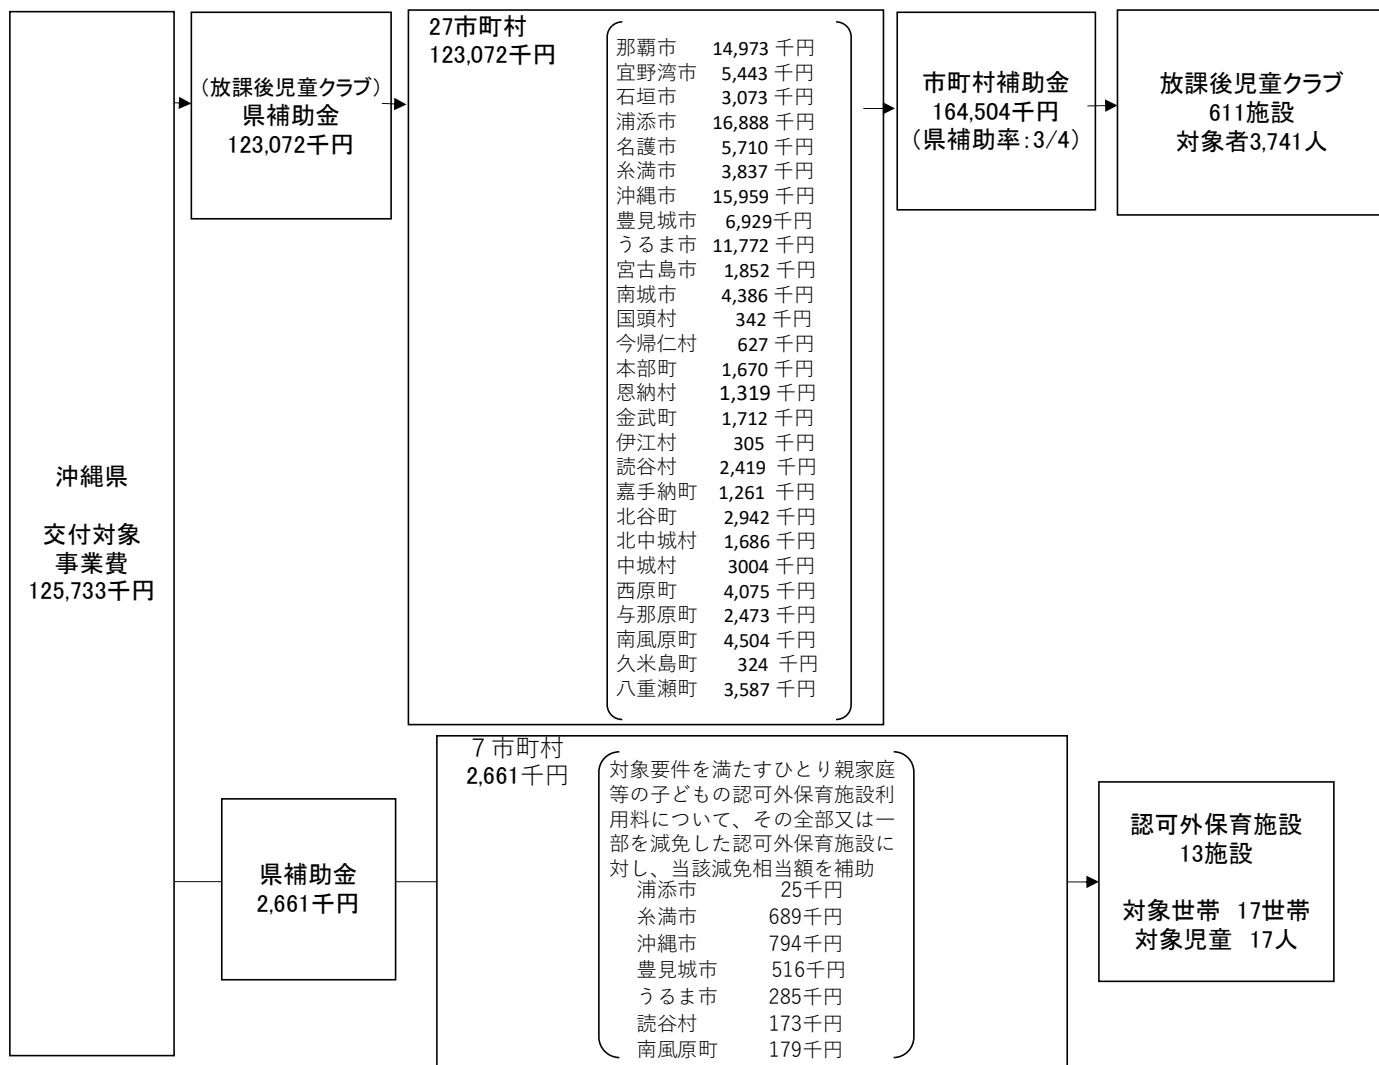 沖縄県
交付対象
事業費
125,733千円
(放課後児童クラブ)
県補助金
123,072千円
27市町村
123,072千円
那覇市 14,973 千円
宜野湾市 5,443 千円
石垣市 3,073 千円
浦添市 16,888 千円
名護市 5,710 千円
糸満市 3,837 千円
沖縄市 15,959 千円
豊見城市 6,929千円
うるま市 11,772 千円
宮古島市 1,852 千円
南城市 4,386 千円
国頭村 342 千円
今帰仁村 627 千円
本部町 1,670 千円
恩納村 1,319 千円
金武町 1,712 千円
伊江村 305 千円
読谷村 2,419 千円
嘉手納町 1,261 千円
北谷町 2,942 千円
北中城村 1,686 千円
中城村 3004 千円
西原町 4,075 千円
与那原町 2,473 千円
南風原町 4,504 千円
久米島町 324 千円
八重瀬町 3,587 千円
市町村補助金
164,504千円
(県補助率:3/4)
放課後児童クラブ
611施設
対象者3,741人
県補助金
2,661千円
7 市町村
2,661千円
対象要件を満たすひとり親家庭
等の子どもの認可外保育施設利
用料について、その全部又は一
部を減免した認可外保育施設に
対し、当該減免相当額を補助
浦添市 25千円
糸満市 689千円
沖縄市 794千円
豊見城市 516千円
うるま市 285千円
読谷村 173千円
南風原町 179千円
認可外保育施設
13施設
対象世帯 17世帯
対象児童 17人